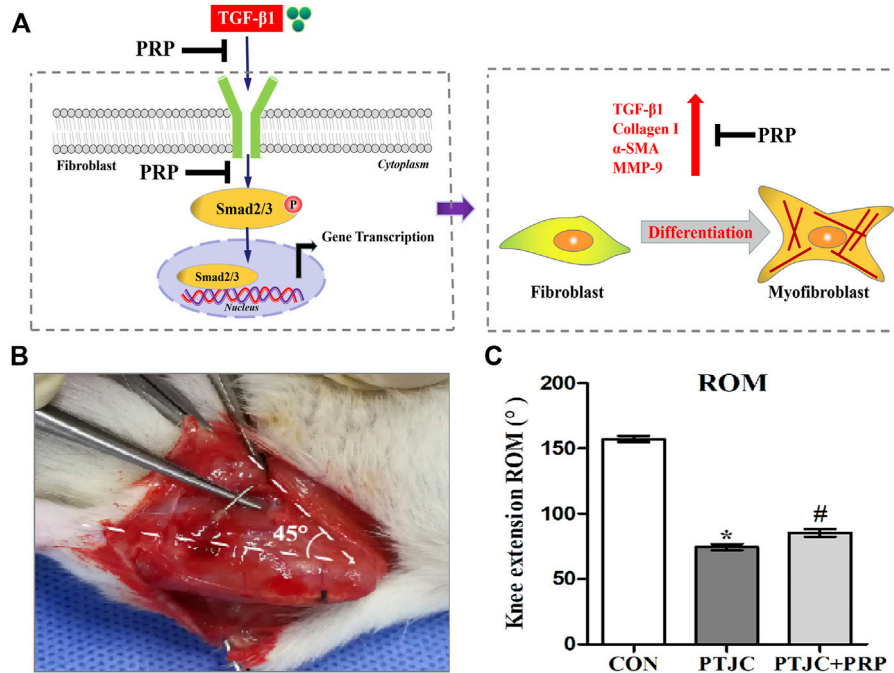 A
TGF-β1
PRP
Fibroblast
Cytoplasm
PRP
Smad2/3
P
Gene Transcription
Smad2/3
Nucleus
TGF-β1
Collagen I
α-SMA
MMP-9
PRP
Differentiation
Fibroblast
Myofibroblast
B
45°
C
ROM
Knee extension ROM (°)
200
150
100
50
0
*
#
CON
PTJC
PTJC+PRP